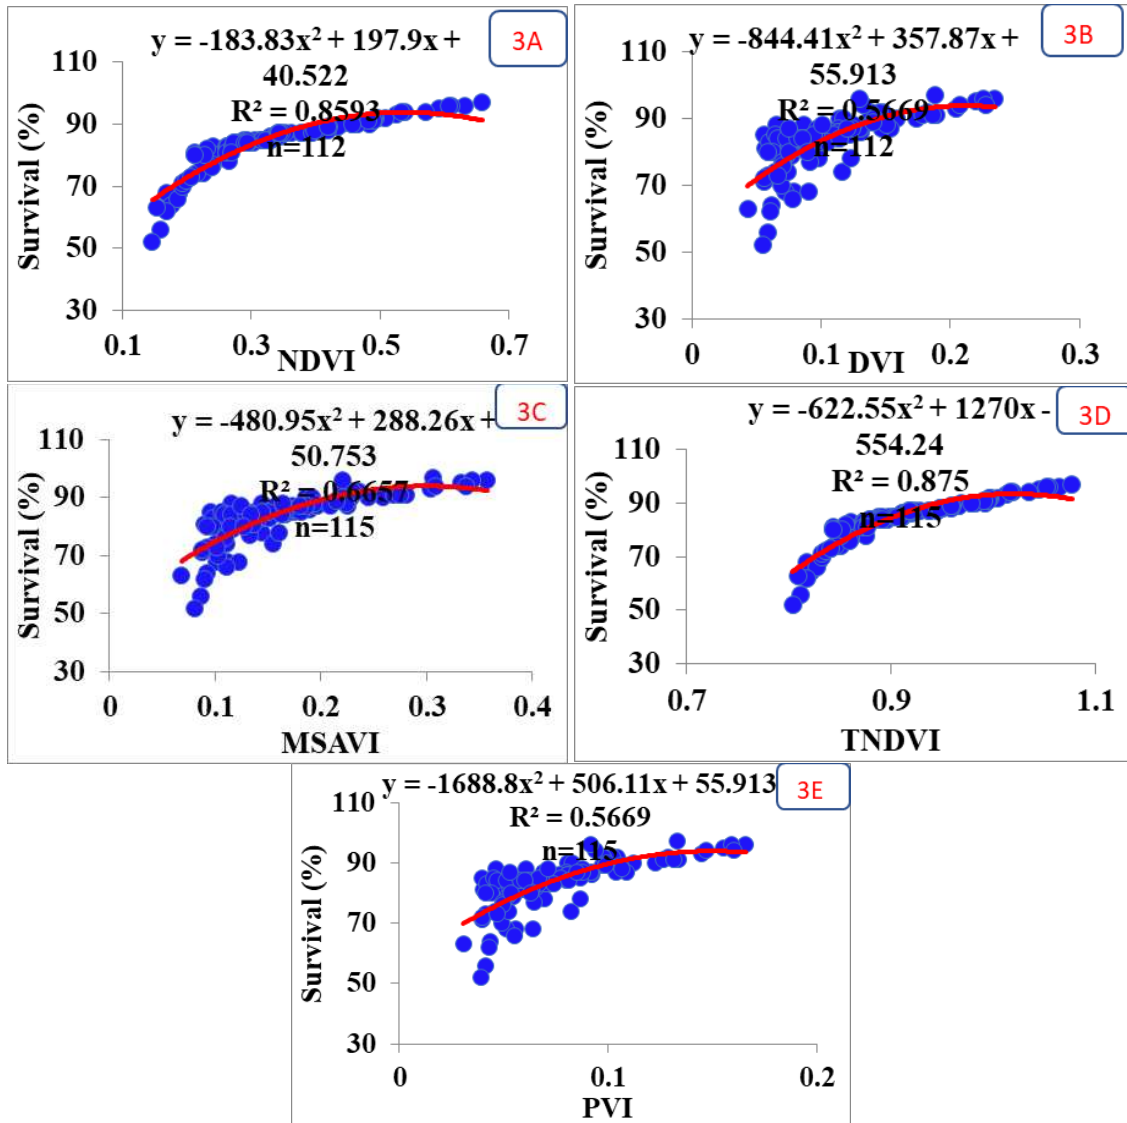 y = -183.83x² + 197.9x +
40.522
R² = 0.8593
n=112
3A
110
90
70
50
30
Survival (%)
0.1
0.3
0.5
0.7
NDVI
y = -844.41x² + 357.87x +
55.913
R² = 0.5669
n=112
3B
110
90
70
50
30
Survival (%)
0
0.1
0.2
0.3
DVI
y = -480.95x² + 288.26x +
50.753
R² = 0.6657
n=115
3C
110
90
70
50
30
Survival (%)
0
0.1
0.2
0.3
0.4
MSAVI
y = -622.55x² + 1270x -
554.24
R² = 0.875
n=115
3D
110
90
70
50
30
Survival (%)
0.7
0.9
1.1
TNDVI
y = -1688.8x² + 506.11x + 55.913
R² = 0.5669
n=115
3E
110
90
70
50
30
Survival (%)
0
0.1
0.2
PVI